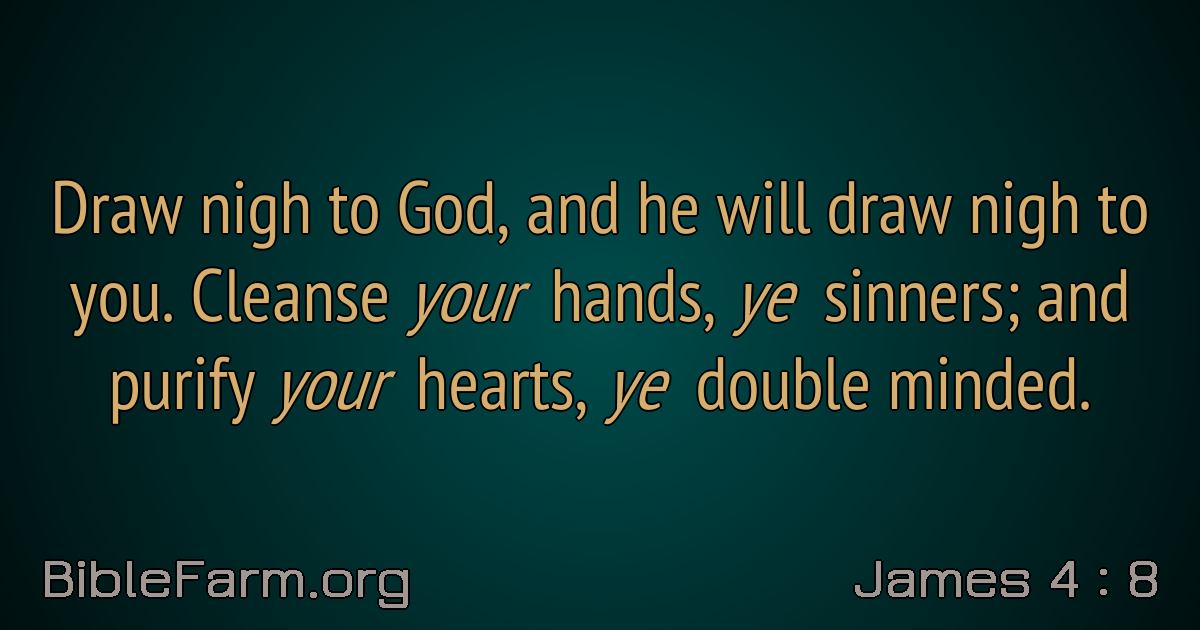 Draw nigh to God, and he will draw nigh to
you. Cleanse your hands, ye sinners; and
purify your hearts, ye double minded.
BibleFarm.org
James 4 : 8